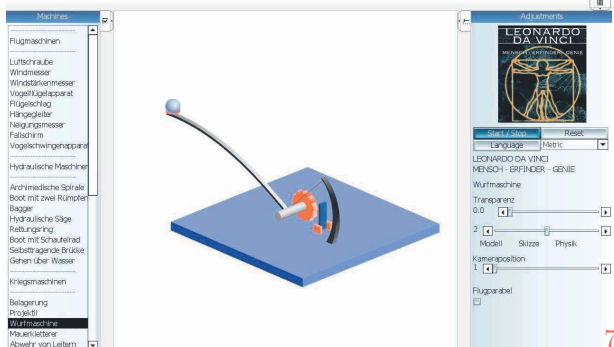 Machines
Flugmaschinen
Luftschraube
Windmesser
Windstärkenmesser
Vogelflügelapparat
Flügelschlag
Hängegleiter
Neigungsmesser
Fallschirm
Vogelschwingenapparat
Hydraulische Maschinen
Archimedische Spirale
Boot mit zwei Rümpfen
Bagger
Hydraulische Säge
Rettungsring
Boot mit Schaufelrad
Selbsttragende Brücke
Gehen über Wasser
Kriegsmaschinen
Belagerung
Projektil
Wurfmaschine
Mauerkletterer
Abwehr von Leitern
Adjustments
LEONARDO
DA VINCI
MENSCH - ERFINDER - GENIE
Start / Stop Reset
Language Metric
LEONARDO DA VINCI
MENSCH - ERFINDER - GENIE
Wurfmaschine
Transparenz
0.0
2
Modell Skizze Physik
Kameraposition
1
Flugparabel
7